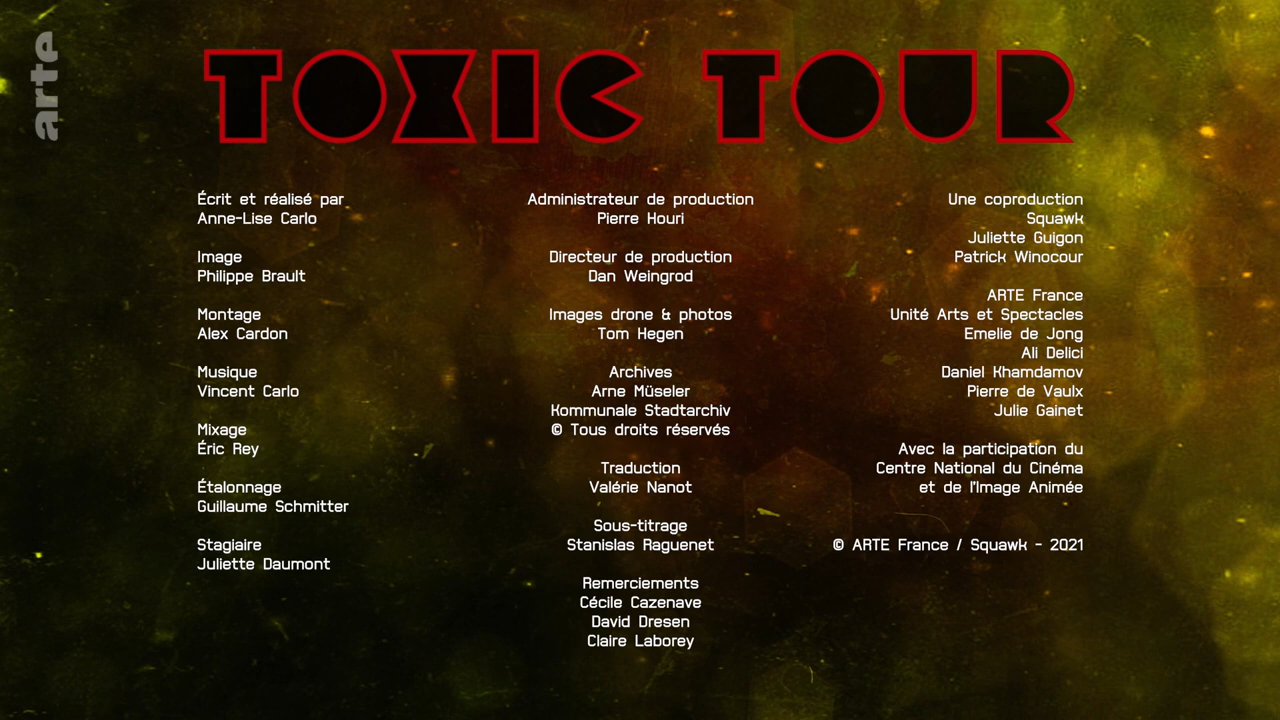 arte
TOXIC TOUR
Écrit et réalisé par
Anne-Lise Carlo
Image
Philippe Brault
Montage
Alex Cardon
Musique
Vincent Carlo
Mixage
Éric Rey
Étalonnage
Guillaume Schmitter
Stagiaire
Juliette Daumont
Administrateur de production
Pierre Houri
Directeur de production
Dan Weingrod
Images drone & photos
Tom Hegen
Archives
Arne Müseler
Kommunale Stadtarchiv
© Tous droits réservés
Traduction
Valérie Nanot
Sous-titrage
Stanislas Raguenet
Remerciements
Cécile Cazenave
David Dresen
Claire Laborey
Une coproduction
Squawk
Juliette Guigon
Patrick Winocour
ARTE France
Unité Arts et Spectacles
Emelie de Jong
Ali Delici
Daniel Khamdamov
Pierre de Vaulx
Julie Gainet
Avec la participation du
Centre National du Cinéma
et de l'Image Animée
© ARTE France / Squawk - 2021